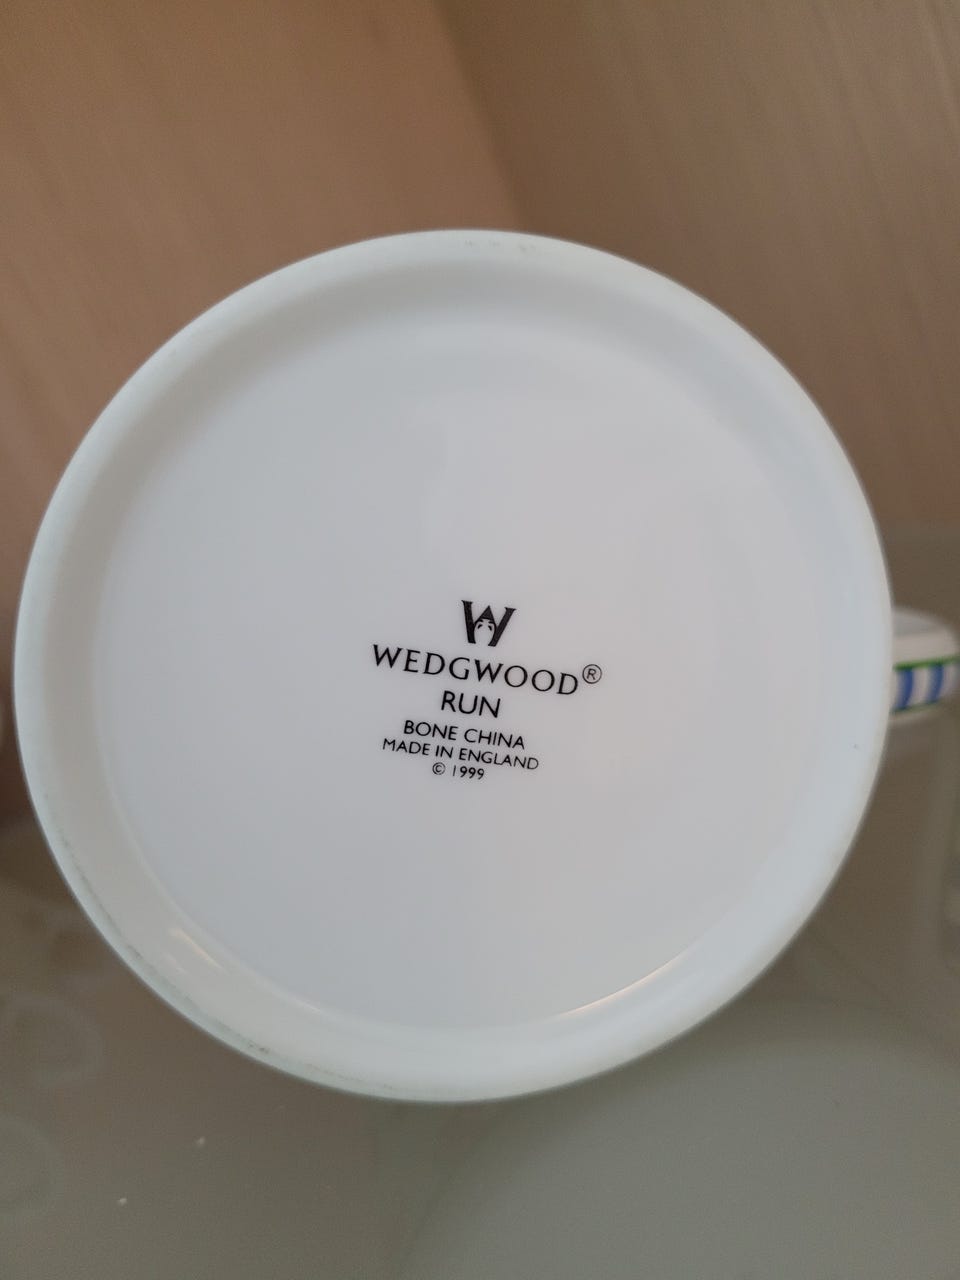 W
WEDGWOOD®
RUN
BONE CHINA
MADE IN ENGLAND
© 1999